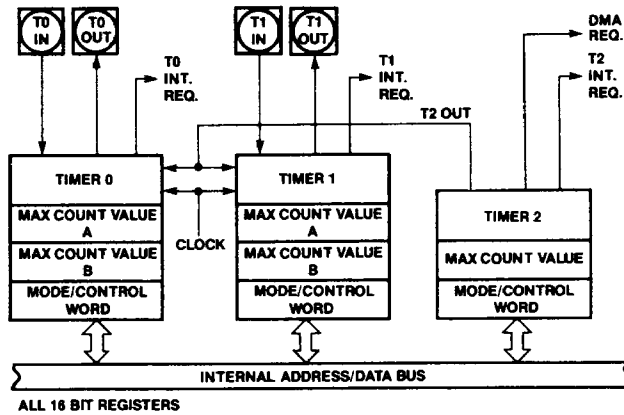 T0 IN
T0 OUT
T1 IN
T1 OUT
DMA REQ.
T0 INT. REQ.
T1 INT. REQ.
T2 INT. REQ.
T2 OUT
TIMER 0
TIMER 1
TIMER 2
MAX COUNT VALUE A
MAX COUNT VALUE B
MODE/CONTROL WORD
CLOCK
MAX COUNT VALUE A
MAX COUNT VALUE B
MODE/CONTROL WORD
MAX COUNT VALUE
MODE/CONTROL WORD
INTERNAL ADDRESS/DATA BUS
ALL 16 BIT REGISTERS